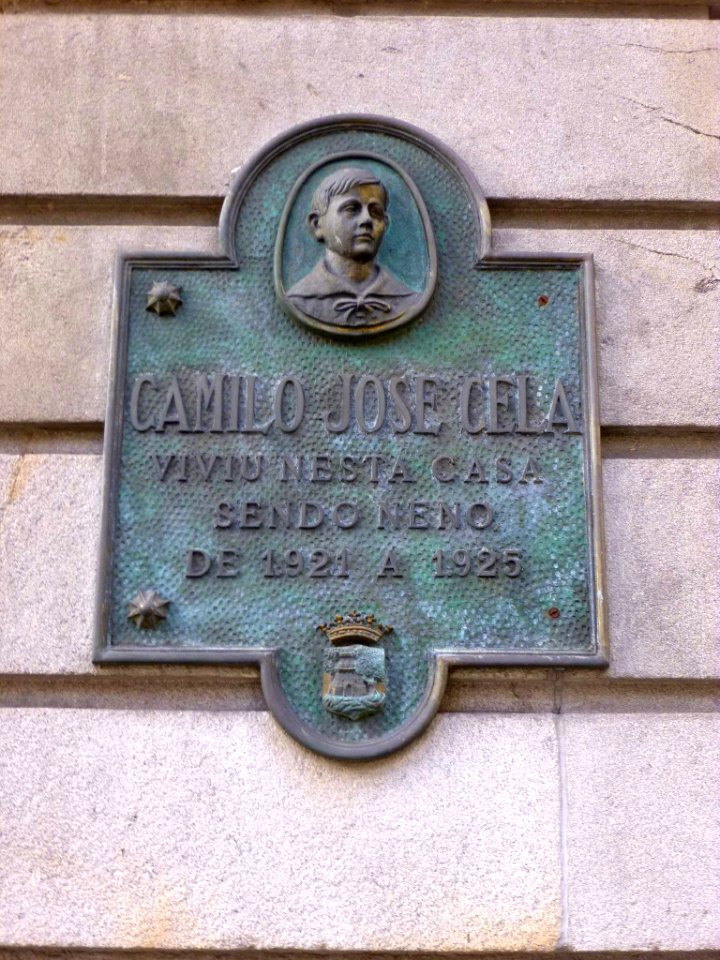 CAMILO JOSE CELA
VIVIU NESTA CASA
SENDO NENO
DE 1921 A 1925